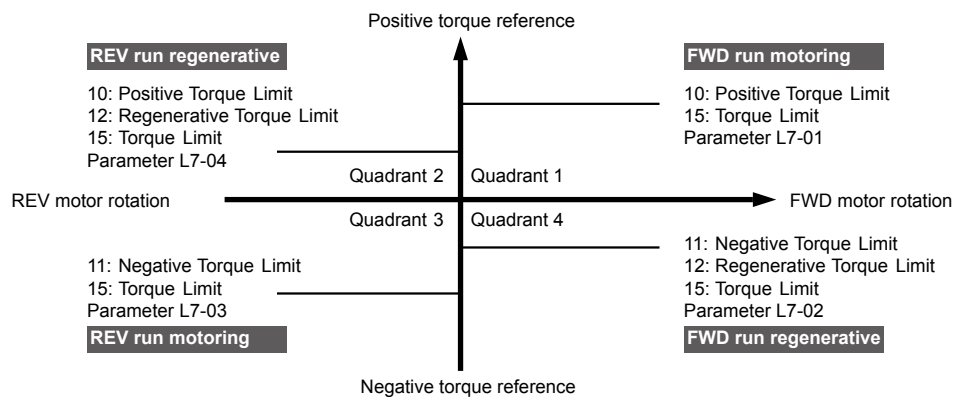 Positive torque reference
REV run regenerative
10: Positive Torque Limit
12: Regenerative Torque Limit
15: Torque Limit
Parameter L7-04
FWD run motoring
10: Positive Torque Limit
15: Torque Limit
Parameter L7-01
Quadrant 2
Quadrant 1
REV motor rotation
FWD motor rotation
Quadrant 3
Quadrant 4
11: Negative Torque Limit
15: Torque Limit
Parameter L7-03
REV run motoring
11: Negative Torque Limit
12: Regenerative Torque Limit
15: Torque Limit
Parameter L7-02
FWD run regenerative
Negative torque reference